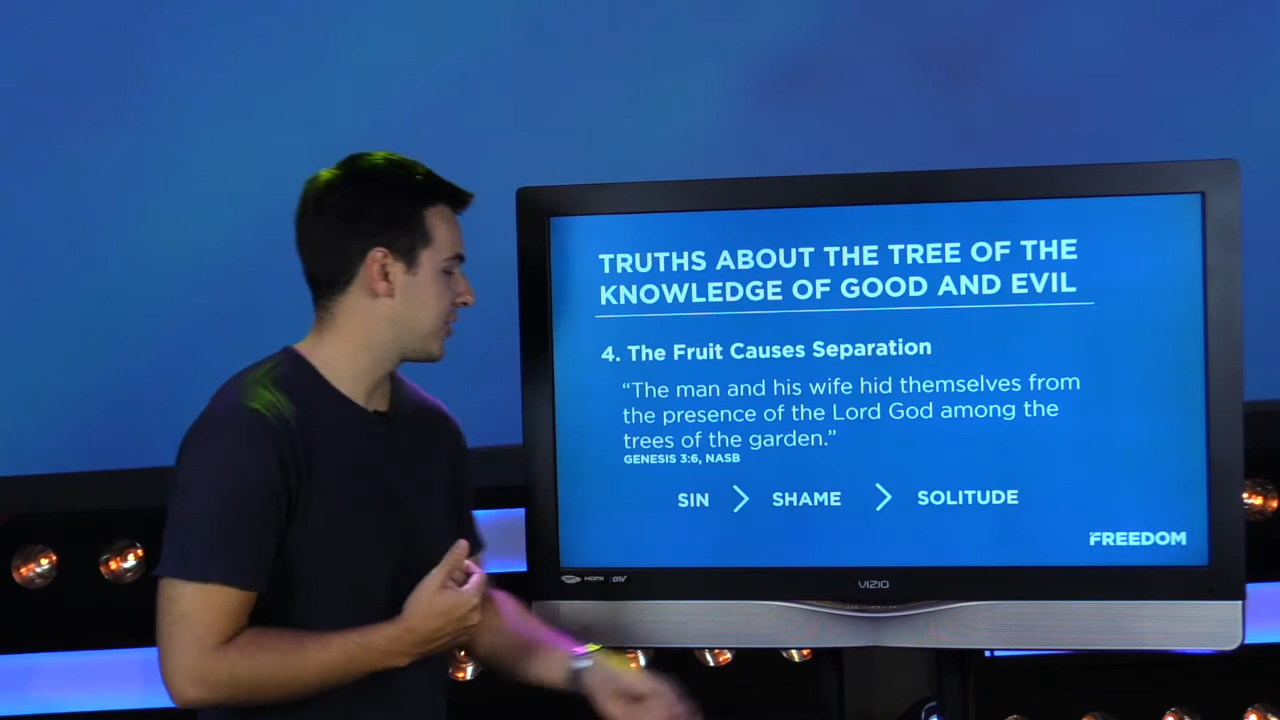 TRUTHS ABOUT THE TREE OF THE
KNOWLEDGE OF GOOD AND EVIL
4. The Fruit Causes Separation
“The man and his wife hid themselves from
the presence of the Lord God among the
trees of the garden.”
GENESIS 3:6, NASB
SIN > SHAME > SOLITUDE
FREEDOM
HDMI
VIZIO